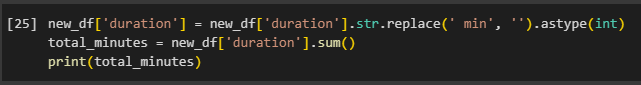 [25] new_df['duration'] = new_df['duration'].str.replace(' min', '').astype(int)
total_minutes = new_df['duration'].sum()
print(total_minutes)